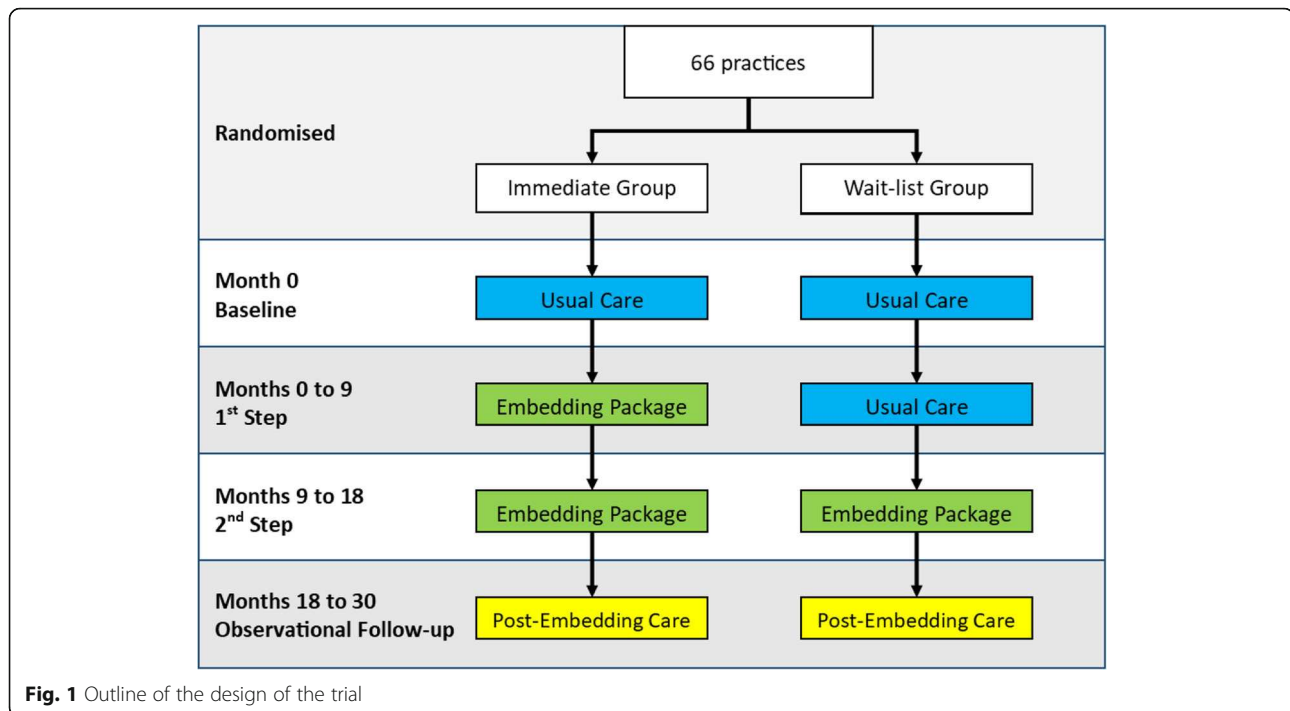 66 practices
Randomised
Immediate Group
Wait-list Group
Month 0
Baseline
Usual Care
Usual Care
Months 0 to 9
1st Step
Embedding Package
Usual Care
Months 9 to 18
2nd Step
Embedding Package
Embedding Package
Months 18 to 30
Observational Follow-up
Post-Embedding Care
Post-Embedding Care
Fig. 1 Outline of the design of the trial